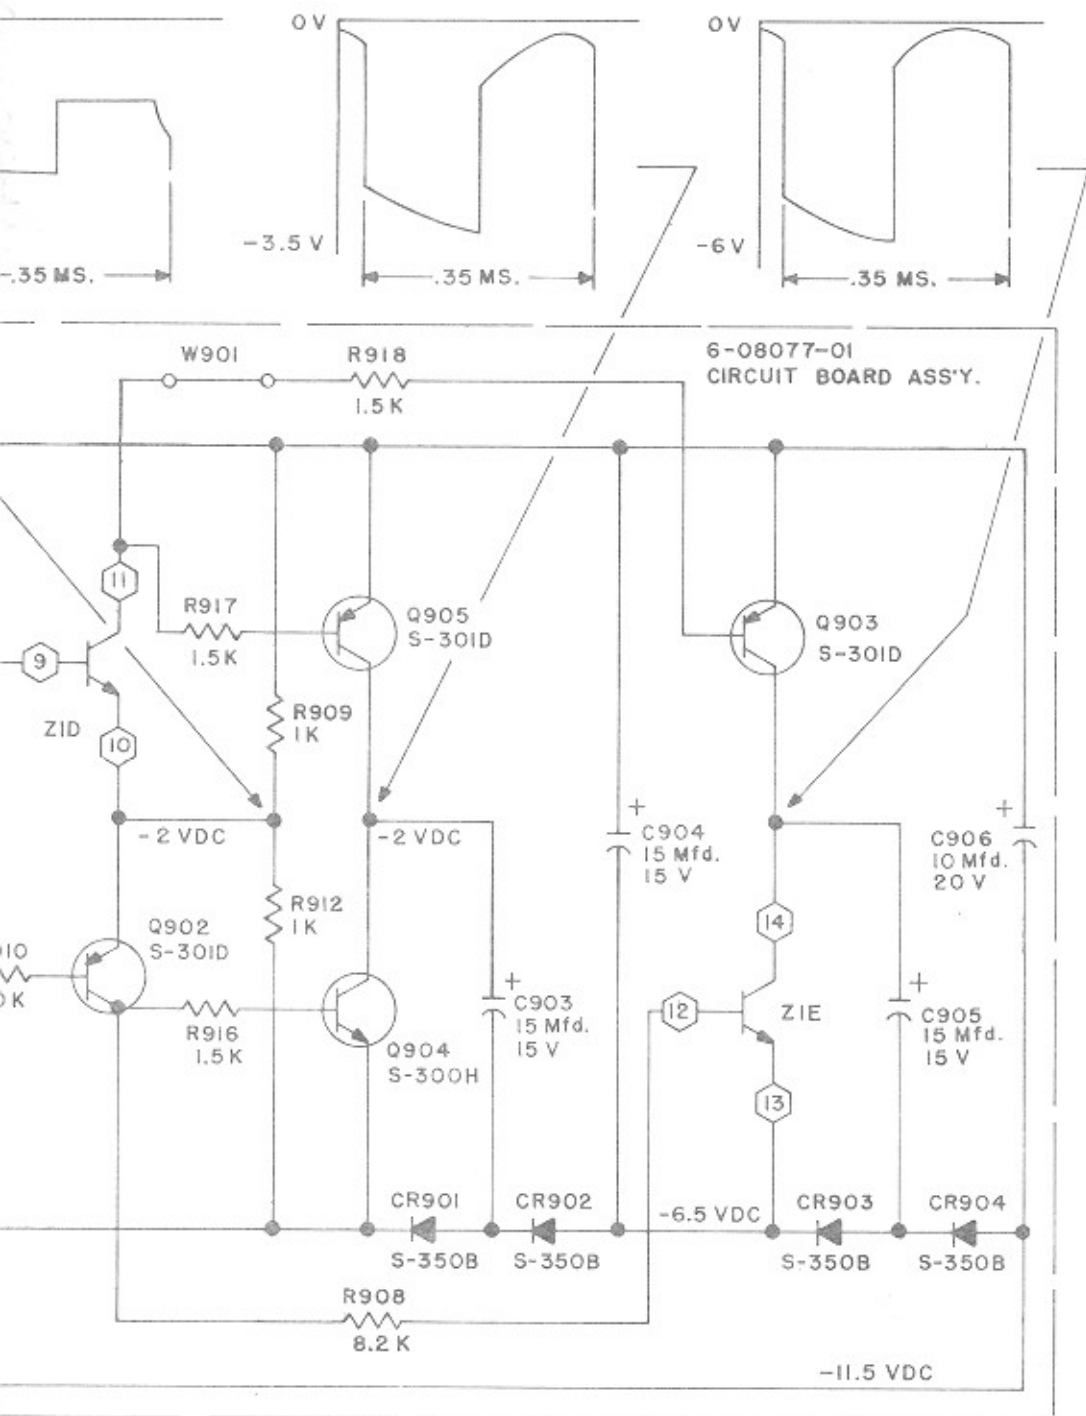 0V
0V
-3.5 V
-6V
-.35 MS.
.35 MS.
.35 MS.
6-08077-01
CIRCUIT BOARD ASS'Y.
W901
R918
1.5 K
11
R917
1.5K
Q905
S-301D
Q903
S-301D
9
Z1D
10
R909
1K
-2 VDC
-2 VDC
C904
15 Mfd.
15 V
C906
10 Mfd.
20 V
R912
1K
14
Q902
S-301D
R916
1.5 K
C903
15 Mfd.
15 V
12
Z1E
C905
15 Mfd.
15 V
Q904
S-300H
13
CR901
S-350B
CR902
S-350B
-6.5 VDC
CR903
S-350B
CR904
S-350B
R908
8.2 K
-11.5 VDC